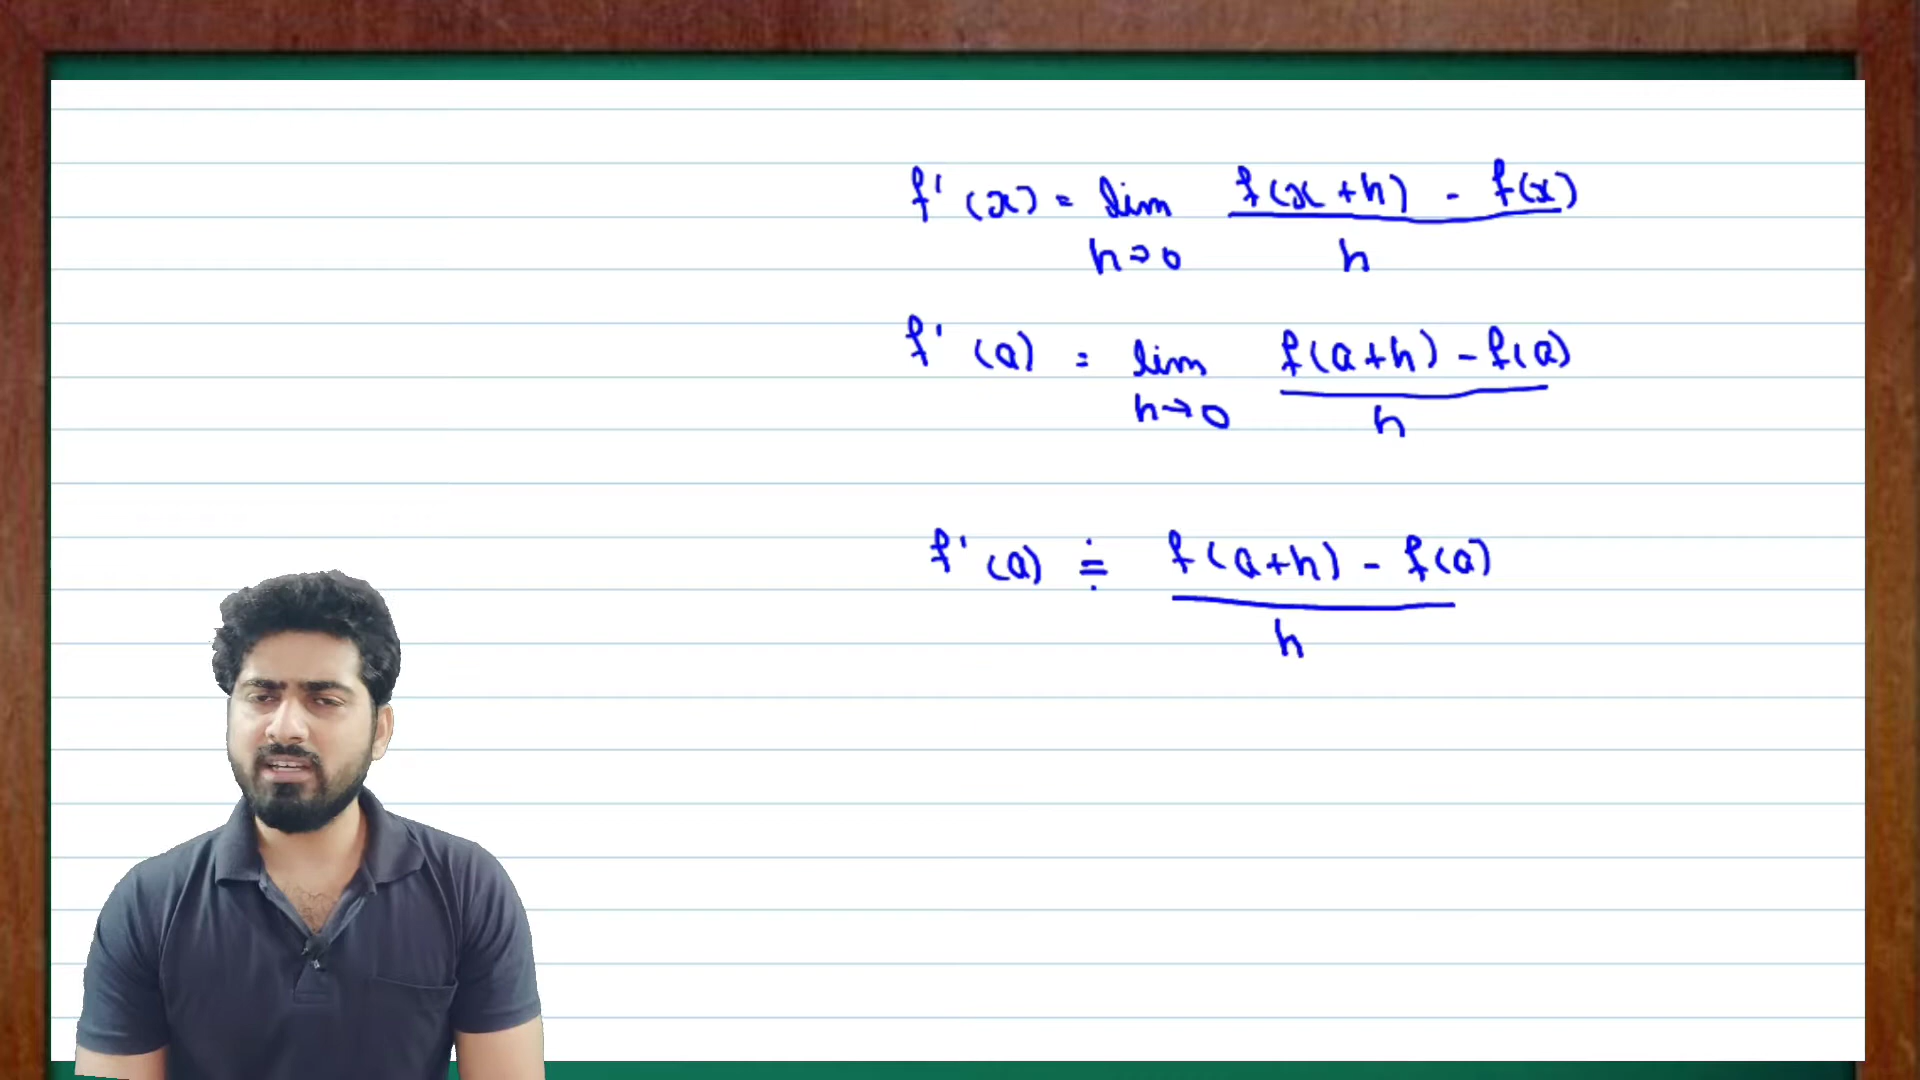 f'(x) = lim f(x+h) - f(x)
h→0 h
f'(a) = lim f(a+h) - f(a)
h→0 h
f'(a) ≑ f(a+h) - f(a)
h